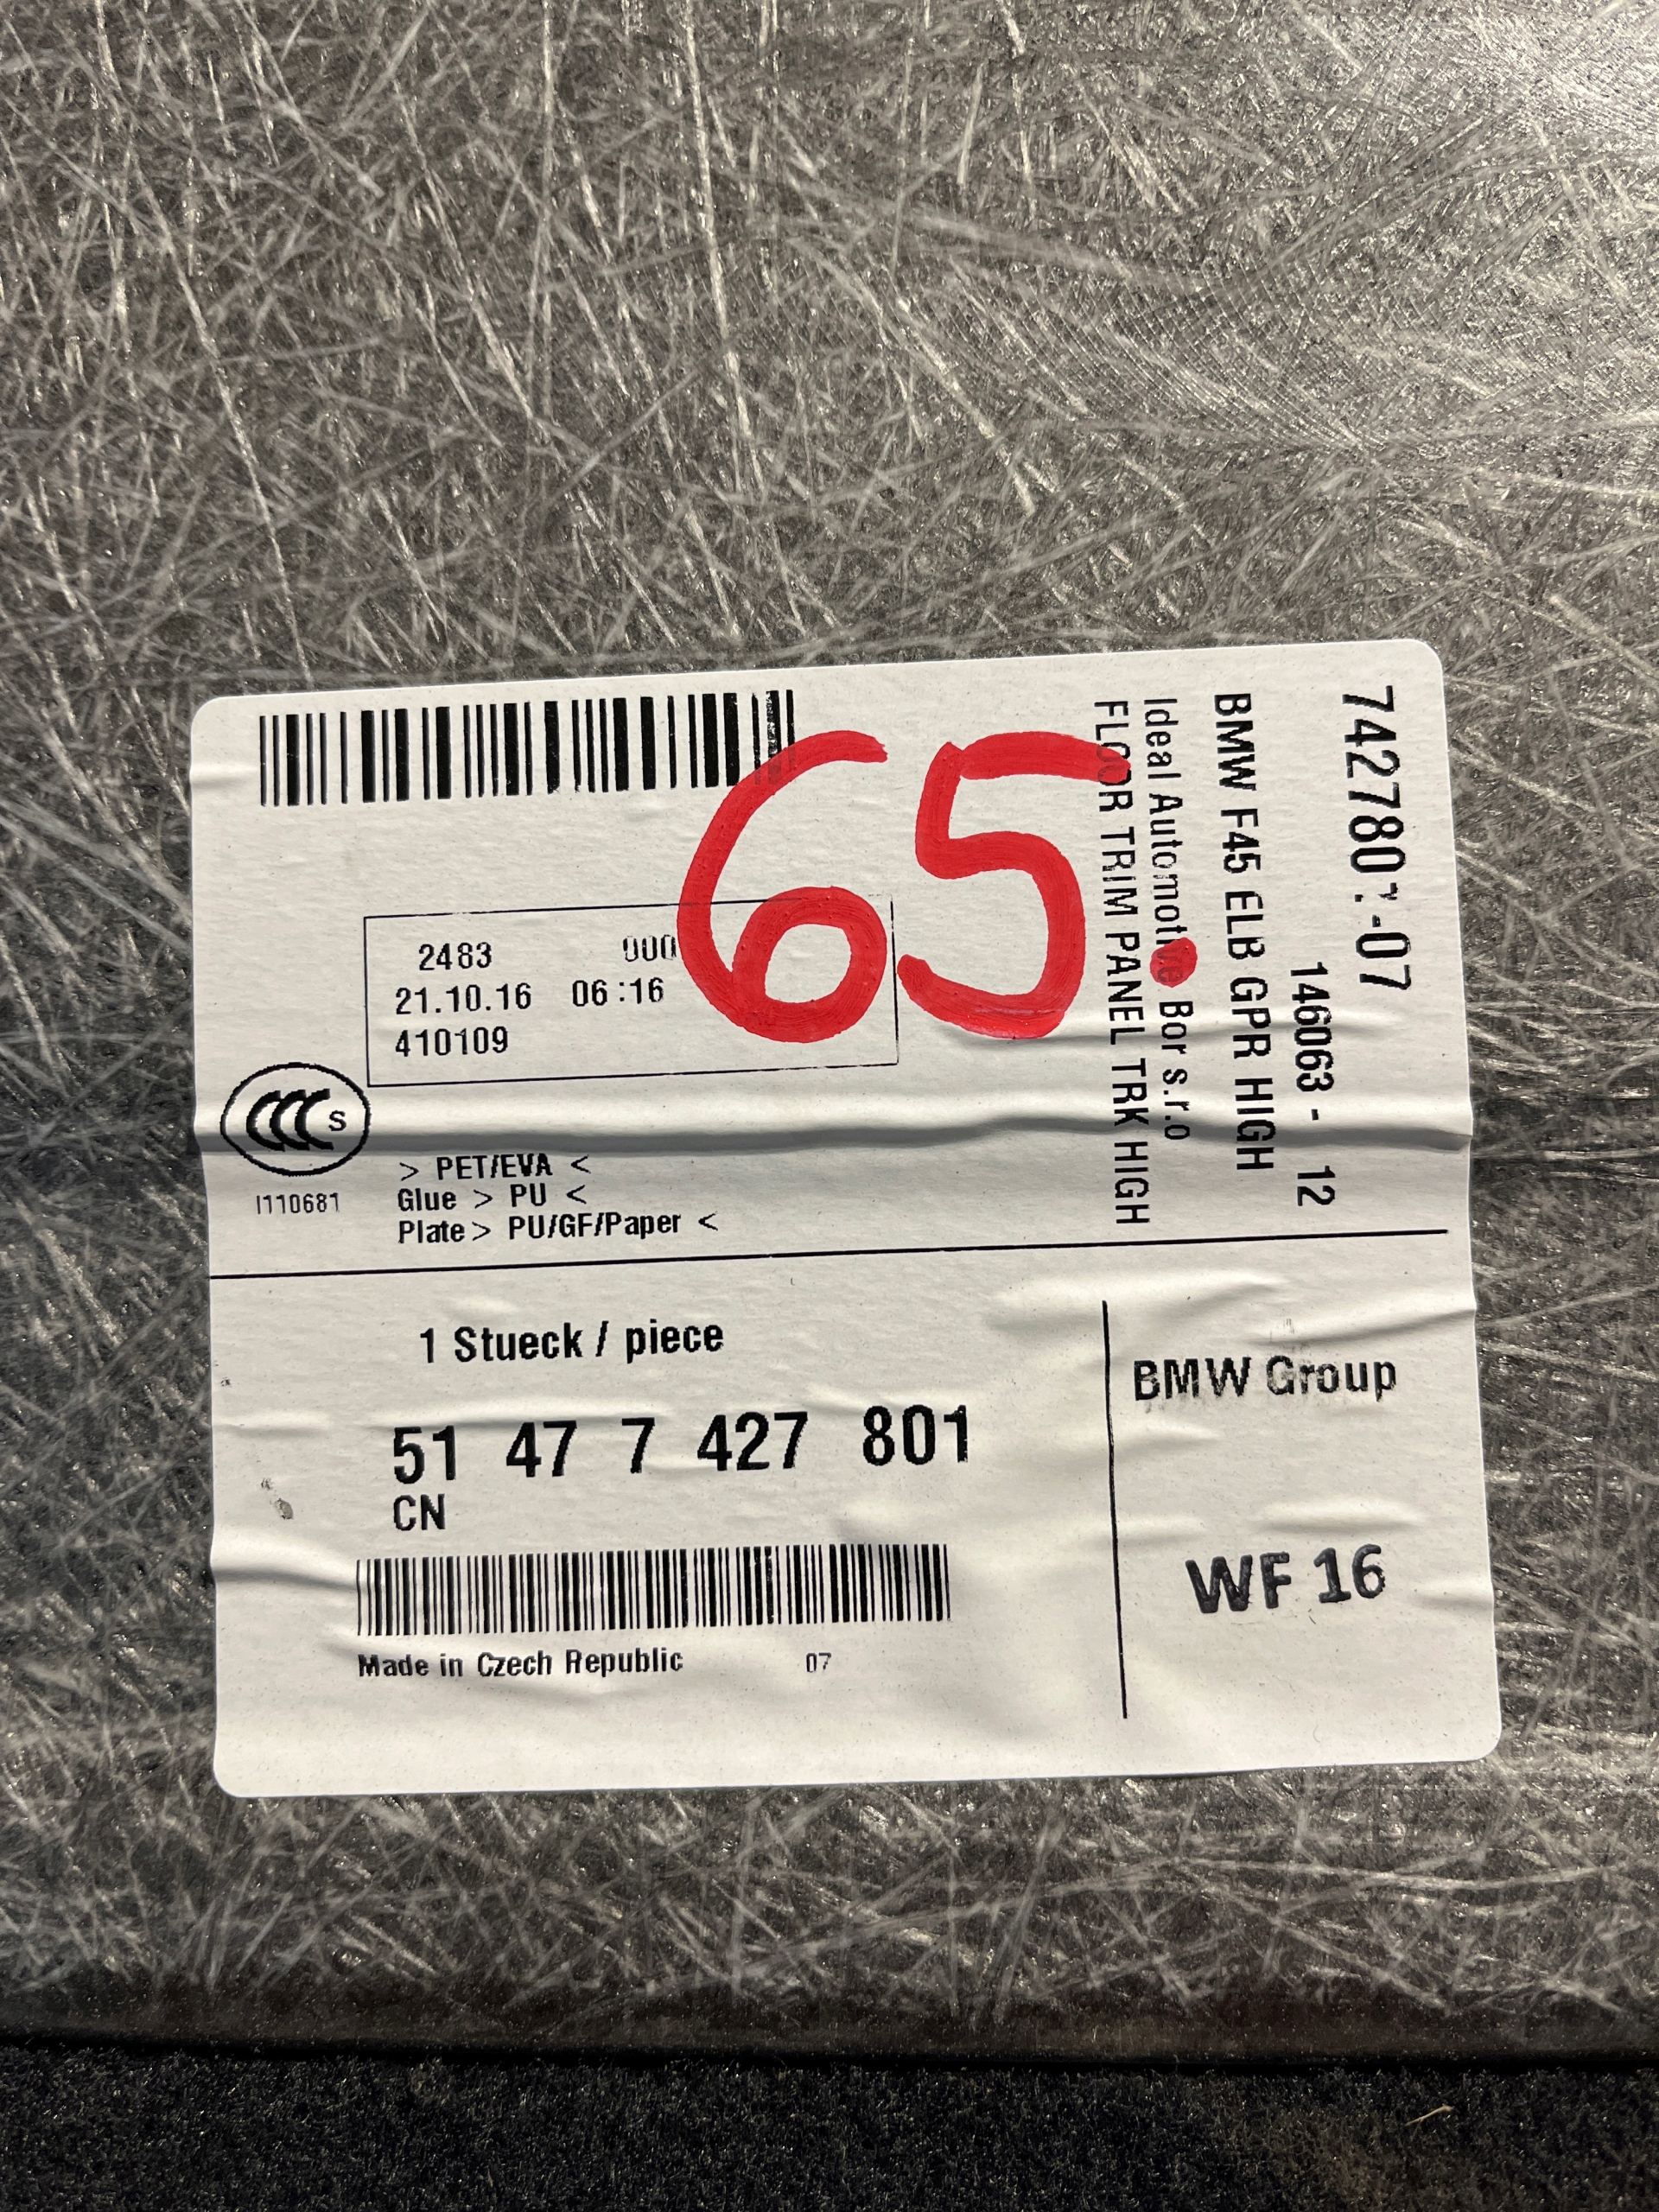 65.
2483 000
21.10.16 06:16
410109
CCC S
I110681
> PET/EVA <
Glue > PU <
Plate > PU/GF/Paper <
7427801-07
146063 - 12
BMW F45 ELB GPR HIGH
Ideal Automotive Bor s.r.o
FLOOR TRIM PANEL TRK HIGH
1 Stueck / piece
51 47 7 427 801
CN
Made in Czech Republic 07
BMW Group
WF 16